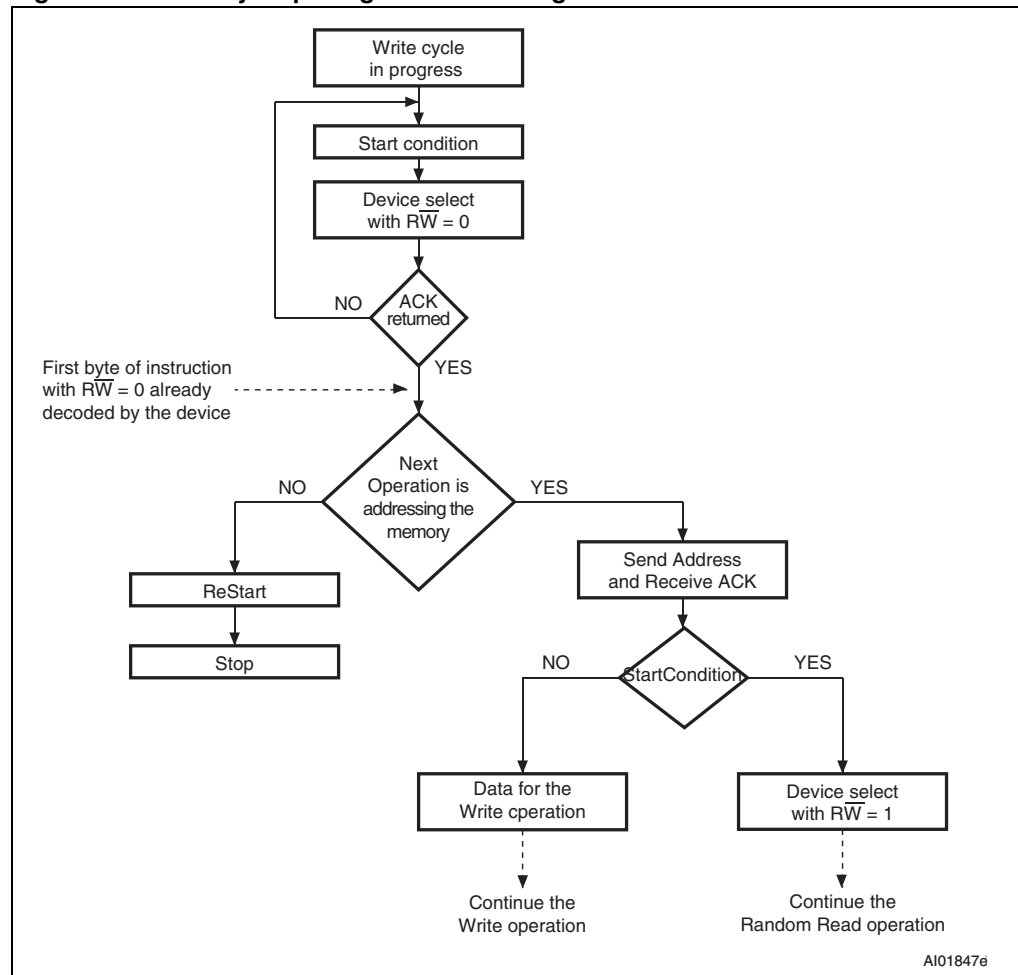 Write cycle
in progress
Start condition
Device select
with RW̅ = 0
NO
ACK
returned
YES
First byte of instruction
with RW̅ = 0 already
decoded by the device
NO
Next
Operation is
addressing the
memory
YES
Send Address
and Receive ACK
ReStart
Stop
NO
StartCondition
YES
Data for the
Write cperation
Device select
with RW̅ = 1
Continue the
Write operation
Continue the
Random Read operation
AI01847e